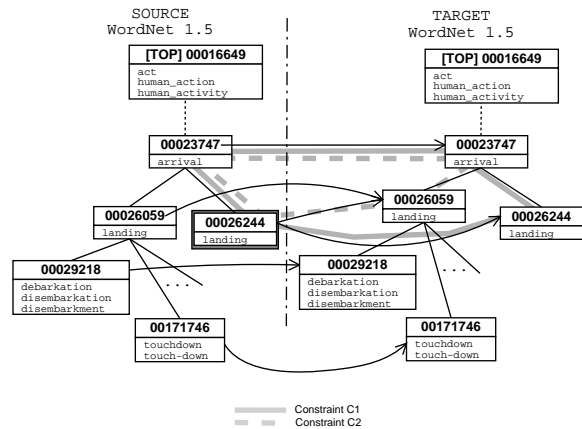 SOURCE
WordNet 1.5
TARGET
WordNet 1.5
[TOP] 00016649
act
human_action
human_activity
[TOP] 00016649
act
human_action
human_activity
00023747
arrival
00023747
arrival
00026059
landing
00026244
landing
00026059
landing
00026244
landing
00029218
debarkation
disembarkation
disembarkment
...
00029218
debarkation
disembarkation
disembarkment
...
00171746
touchdown
touch-down
00171746
touchdown
touch-down
Constraint C1
Constraint C2